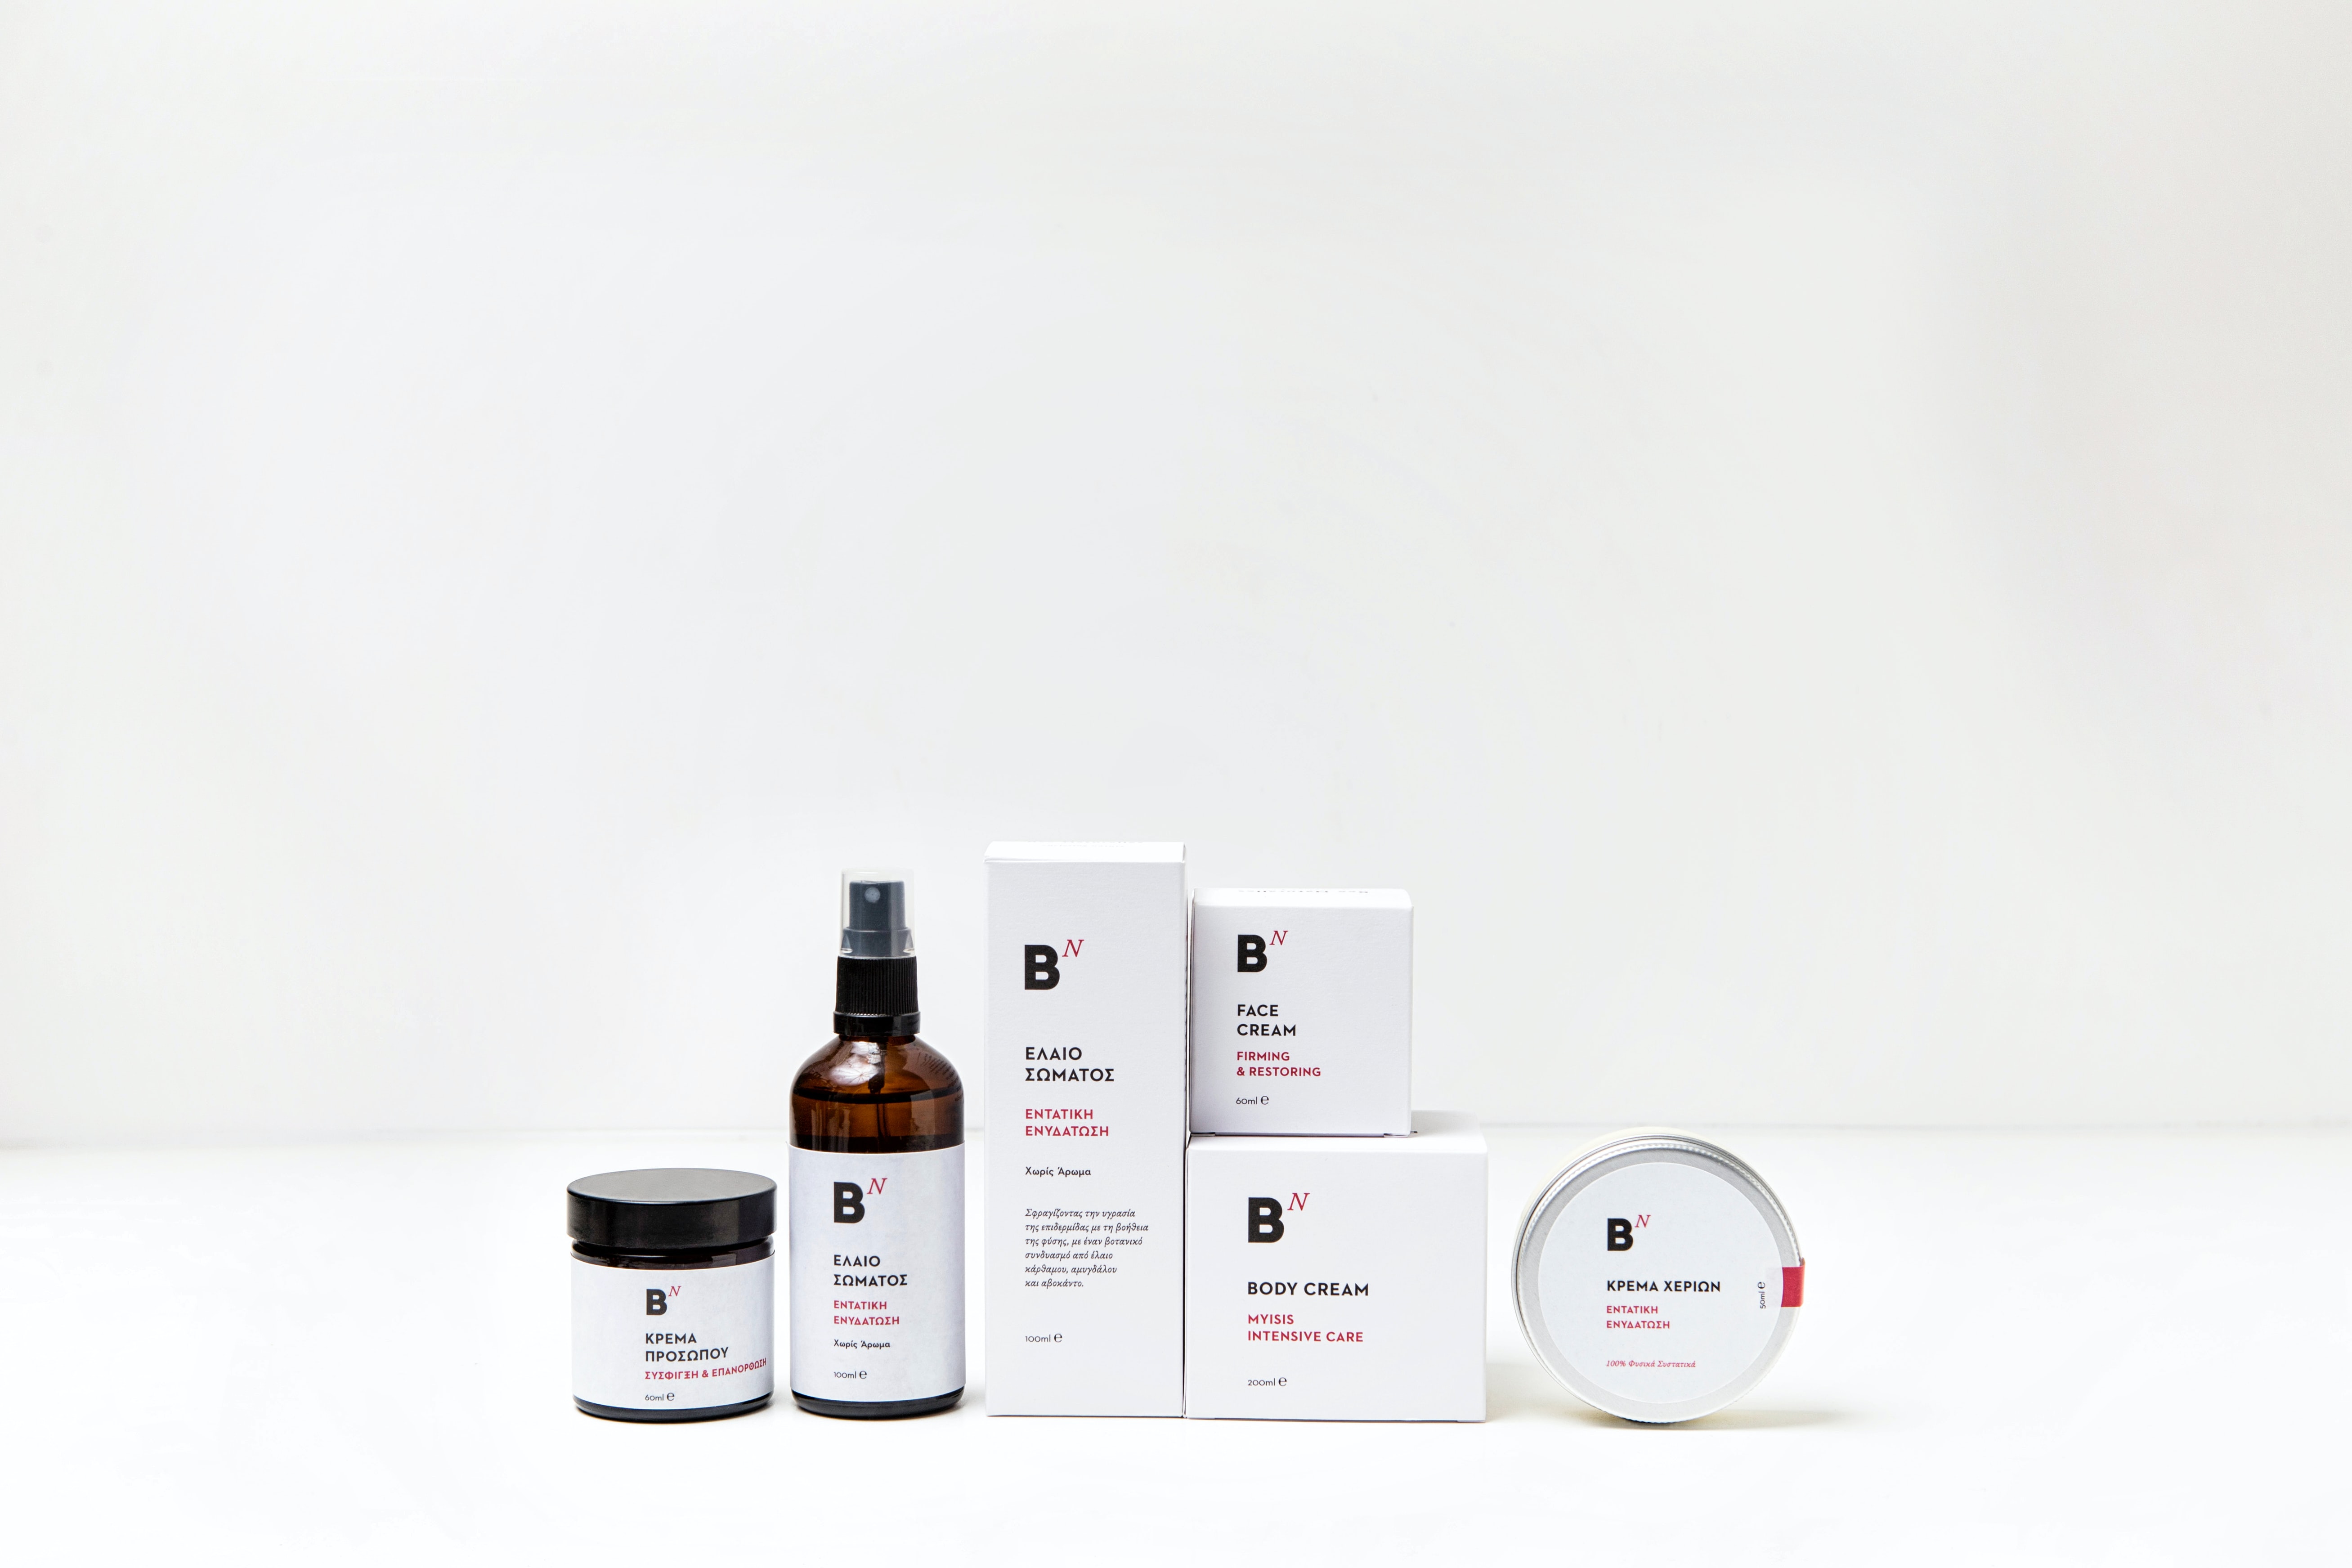 B N
ΚΡΕΜΑ
ΠΡΟΣΩΠΟΥ
ΣΥΣΦΙΓΞΗ & ΕΠΑΝΟΡΘΩΣΗ
60ml ℮
B N
ΕΛΑΙΟ
ΣΩΜΑΤΟΣ
ΕΝΤΑΤΙΚΗ
ΕΝΥΔΑΤΩΣΗ
Χωρίς Άρωμα
100ml ℮
B N
ΕΛΑΙΟ
ΣΩΜΑΤΟΣ
ΕΝΤΑΤΙΚΗ
ΕΝΥΔΑΤΩΣΗ
Χωρίς Άρωμα
Σφραγίζοντας την υγρασία
της επιδερμίδας με τη βοήθεια
της φύσης, με έναν βοτανικό
συνδυασμό από έλαιο
κάρθαμου, αμυγδάλου
και αβοκάντο.
100ml ℮
B N
FACE
CREAM
FIRMING
& RESTORING
60ml ℮
B N
BODY CREAM
MYISIS
INTENSIVE CARE
200ml ℮
B N
ΚΡΕΜΑ ΧΕΡΙΩΝ
ΕΝΤΑΤΙΚΗ
ΕΝΥΔΑΤΩΣΗ
100% Φυσικά Συστατικά
50ml ℮